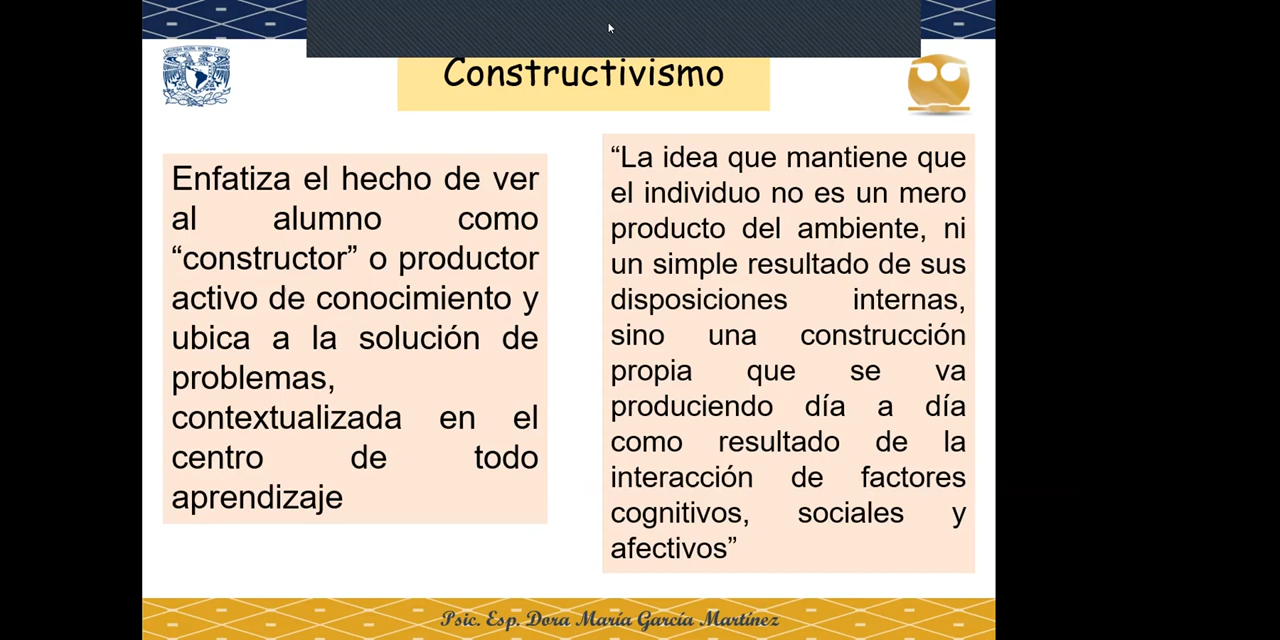 Constructivismo
Enfatiza el hecho de ver
al alumno como
“constructor” o productor
activo de conocimiento y
ubica a la solución de
problemas,
contextualizada en el
centro de todo
aprendizaje
“La idea que mantiene que
el individuo no es un mero
producto del ambiente, ni
un simple resultado de sus
disposiciones internas,
sino una construcción
propia que se va
produciendo día a día
como resultado de la
interacción de factores
cognitivos, sociales y
afectivos”
Psic. Esp. Dora María García Martínez